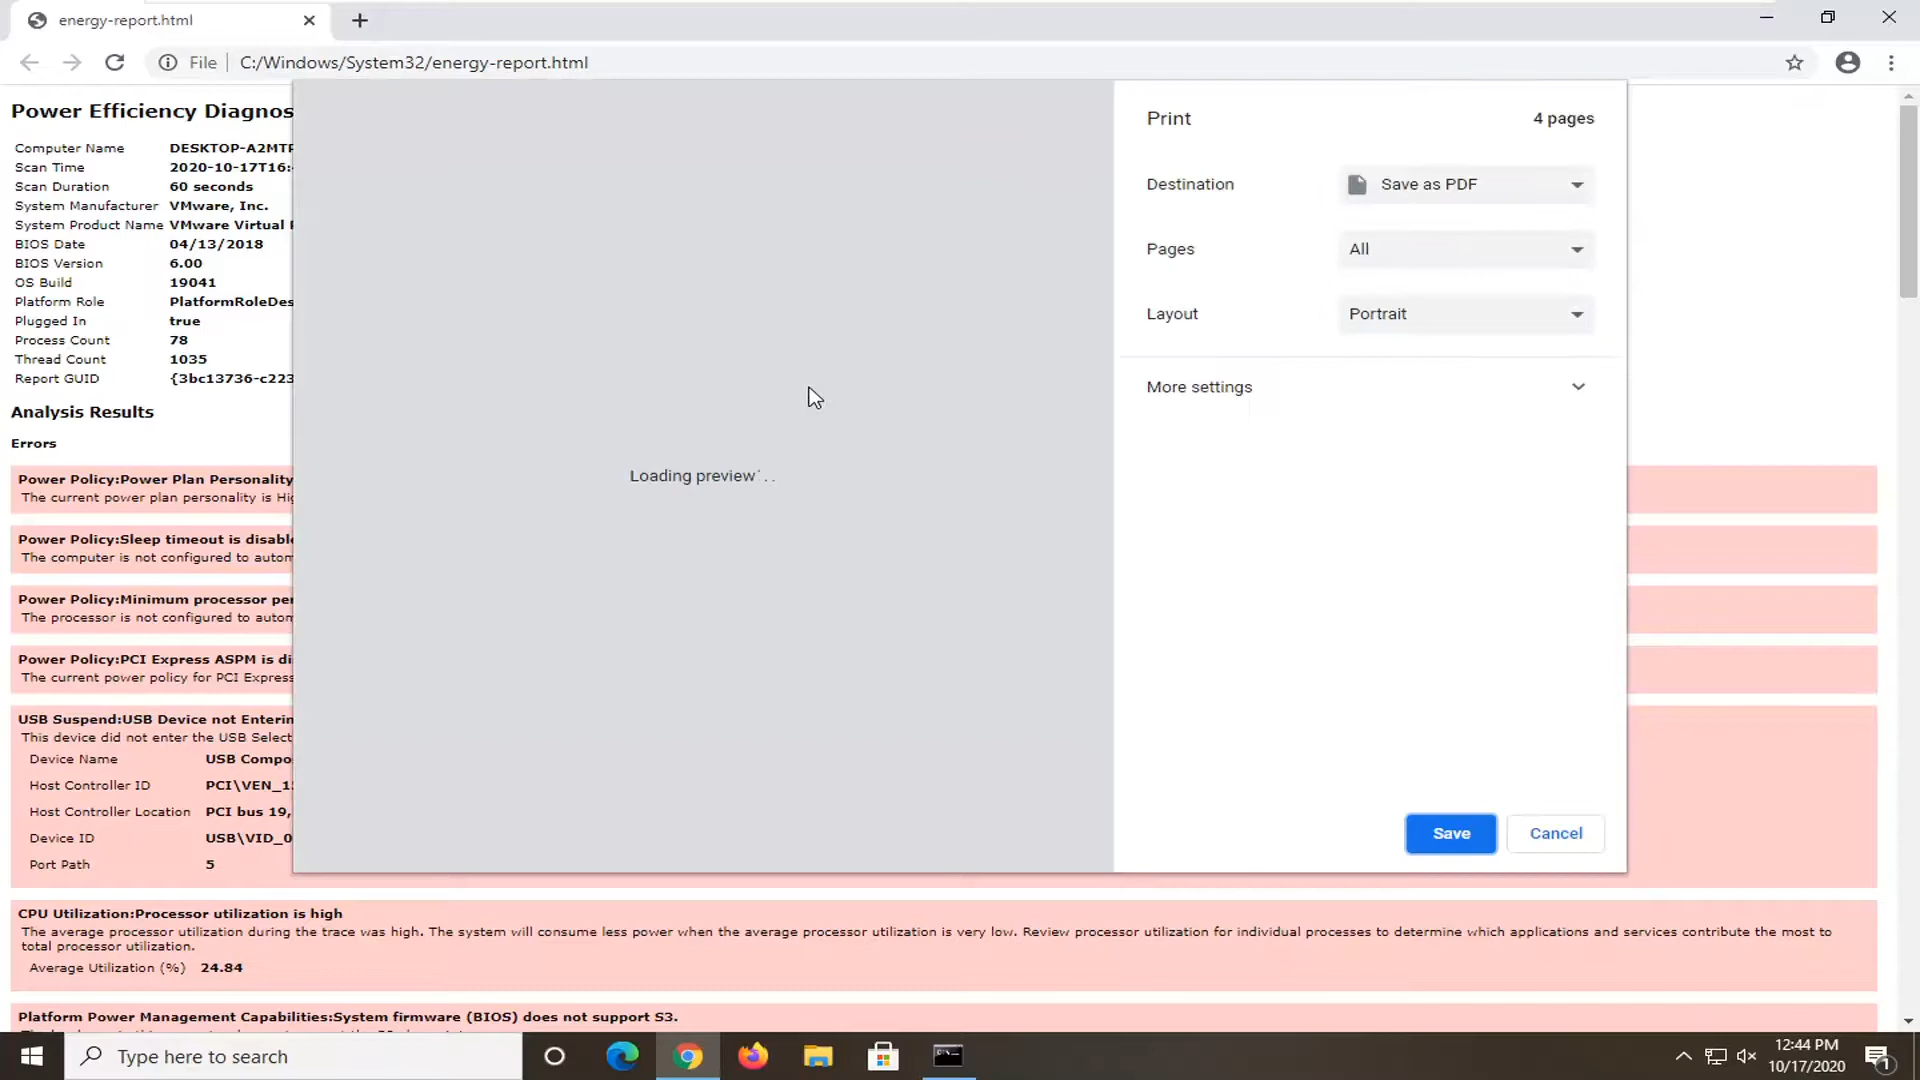 energy-report.html
File
C:/Windows/System32/energy-report.html
Power Efficiency Diagnos
Computer Name DESKTOP-A2MTP
Scan Time 2020-10-17T16:
Scan Duration 60 seconds
System Manufacturer VMware, Inc.
System Product Name VMware Virtual
BIOS Date 04/13/2018
BIOS Version 6.00
OS Build 19041
Platform Role PlatformRoleDes
Plugged In true
Process Count 78
Thread Count 1035
Report GUID {3bc13736-c223
Analysis Results
Errors
Power Policy:Power Plan Personality
The current power plan personality is Hig
Power Policy:Sleep timeout is disable
The computer is not configured to autom
Power Policy:Minimum processor per
The processor is not configured to autom
Power Policy:PCI Express ASPM is di
The current power policy for PCI Express
USB Suspend:USB Device not Enterin
This device did not enter the USB Select
Device Name USB Compo
Host Controller ID PCI\VEN_1
Host Controller Location PCI bus 19,
Device ID USB\VID_0
Port Path 5
CPU Utilization:Processor utilization is high
The average processor utilization during the trace was high. The system will consume less power when the average processor utilization is very low. Review processor utilization for individual processes to determine which applications and services contribute the most to
total processor utilization.
Average Utilization (%) 24.84
Platform Power Management Capabilities:System firmware (BIOS) does not support S3.
Loading preview
Print 4 pages
Destination Save as PDF
Pages All
Layout Portrait
More settings
Save Cancel
Type here to search
12:44 PM
10/17/2020
1